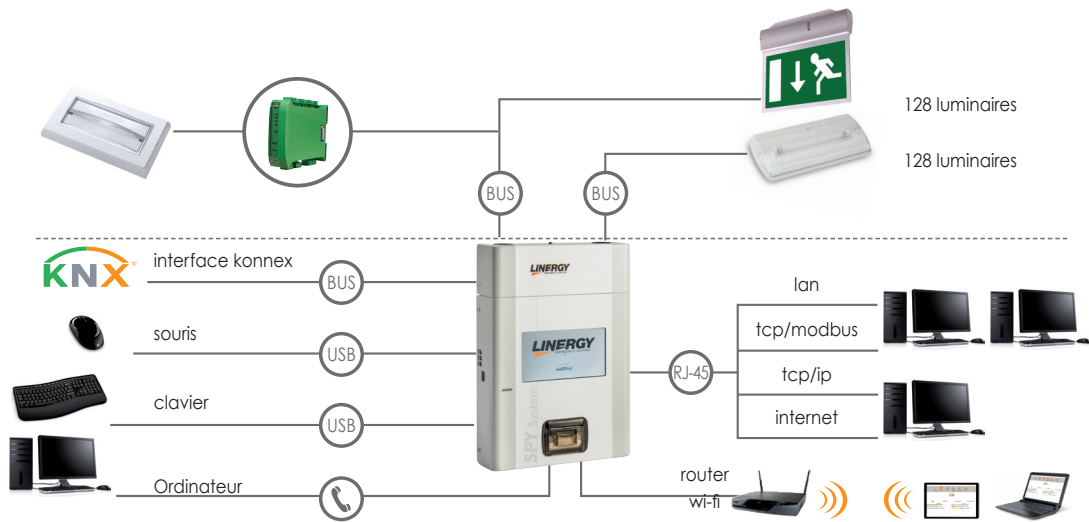 128 luminaires
128 luminaires
BUS
BUS
KNX
interface konnex
BUS
LINERGY
lan
souris
USB
LINERGY
tcp/modbus
RJ-45
tcp/ip
clavier
USB
internet
SPY System
Ordinateur
router
wi-fi